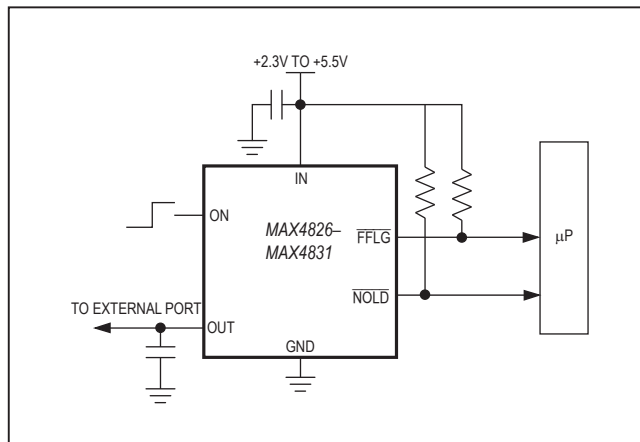 +2.3V TO +5.5V
IN
ON
MAX4826–
MAX4831
FFLG
µP
NOLD
TO EXTERNAL PORT
OUT
GND